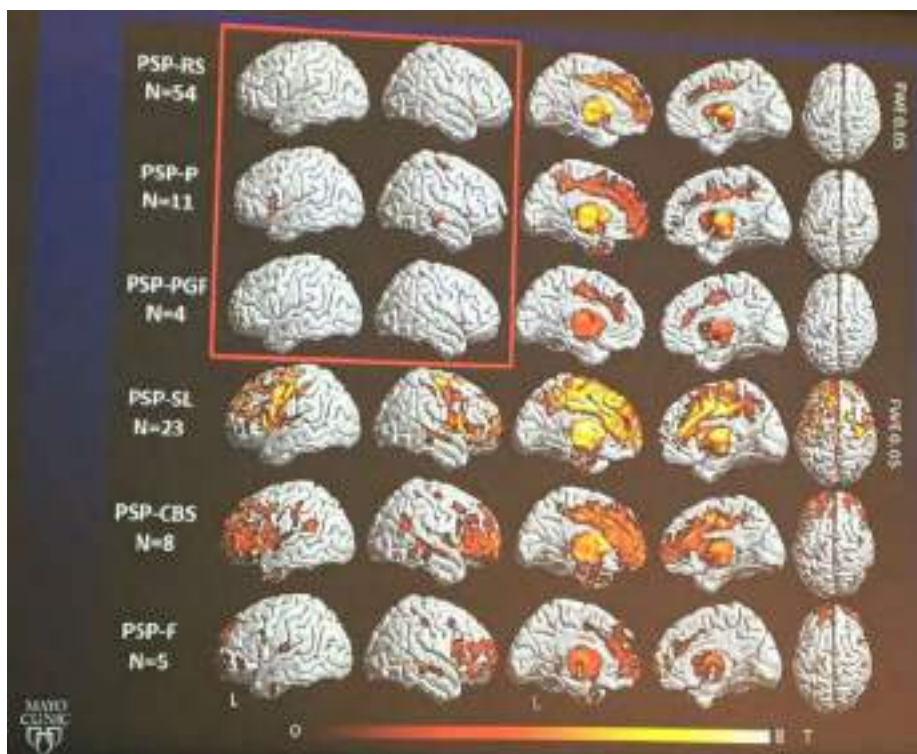 PSP-RS
N=54
FWE 0.05
PSP-P
N=11
PSP-PGF
N=4
PSP-SL
N=23
FWE 0.05
PSP-CBS
N=8
PSP-F
N=5
L
L
MAYO
CLINIC
0
8
T